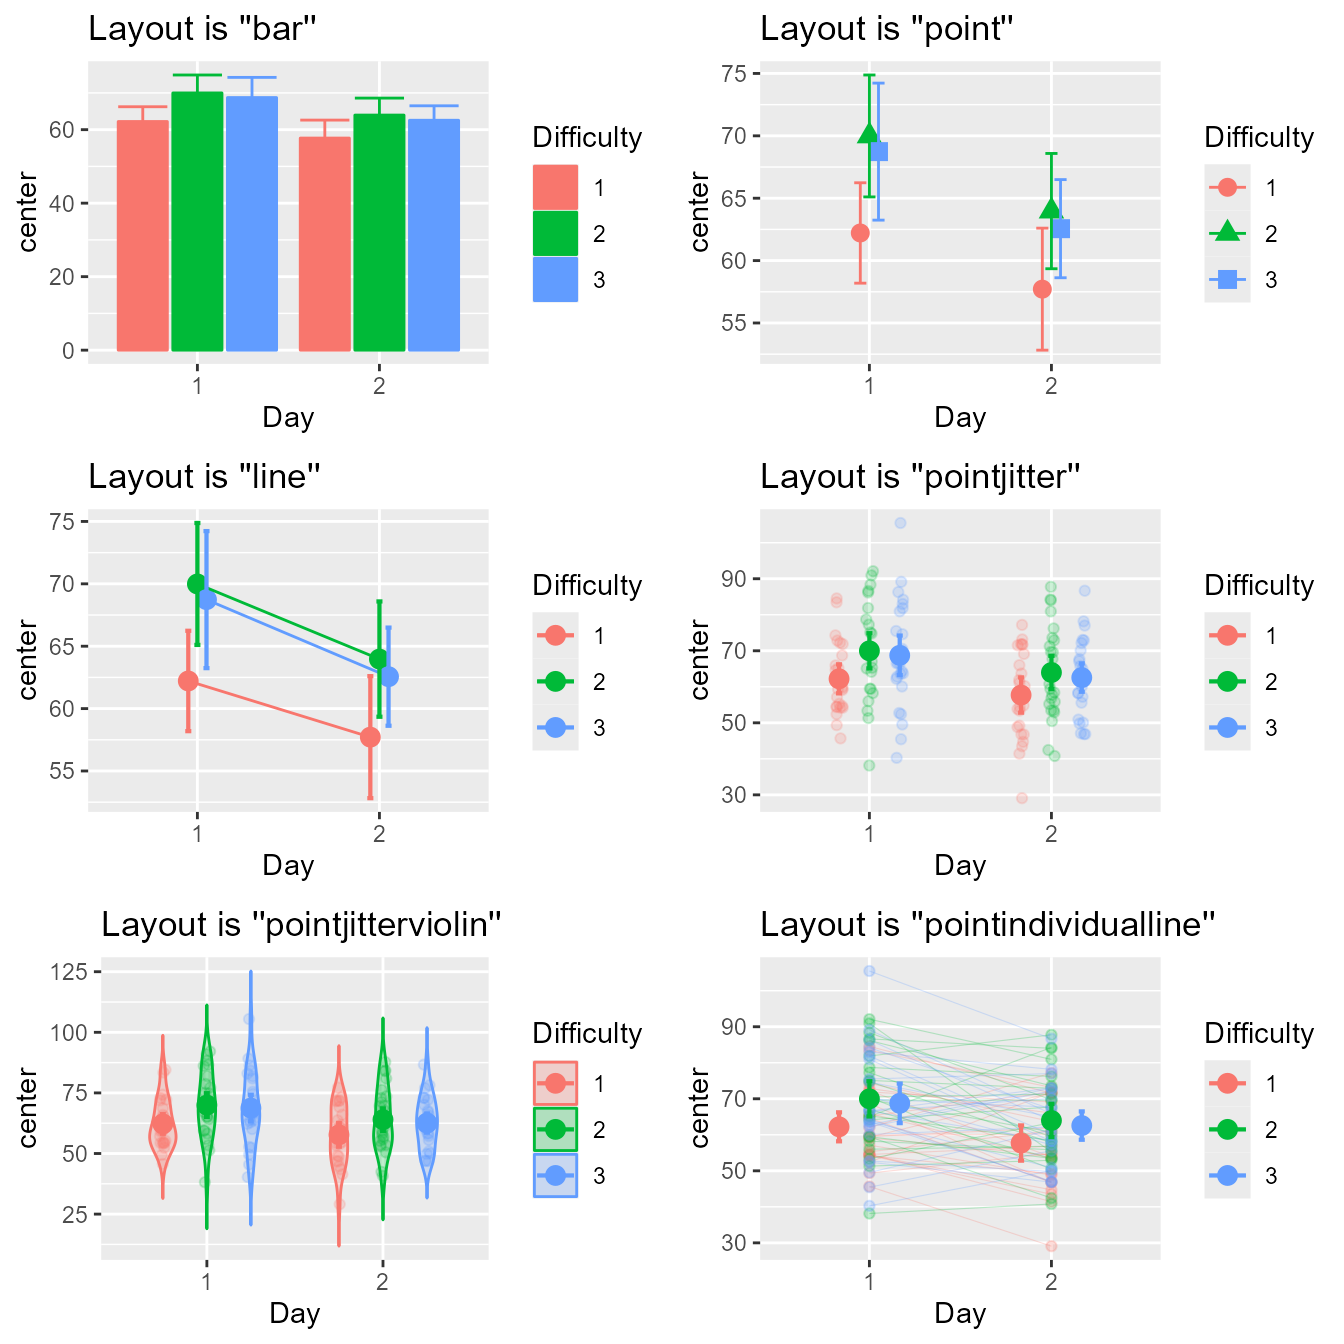 Layout is "bar"
center
60
40
20
0
1
2
Day
Difficulty
1
2
3
Layout is "point"
center
75
70
65
60
55
1
2
Day
Difficulty
1
2
3
Layout is "line"
center
75
70
65
60
55
1
2
Day
Difficulty
1
2
3
Layout is "pointjitter"
center
90
70
50
30
1
2
Day
Difficulty
1
2
3
Layout is "pointjitterviolin"
center
125
100
75
50
25
1
2
Day
Difficulty
1
2
3
Layout is "pointindividualline"
center
90
70
50
30
1
2
Day
Difficulty
1
2
3